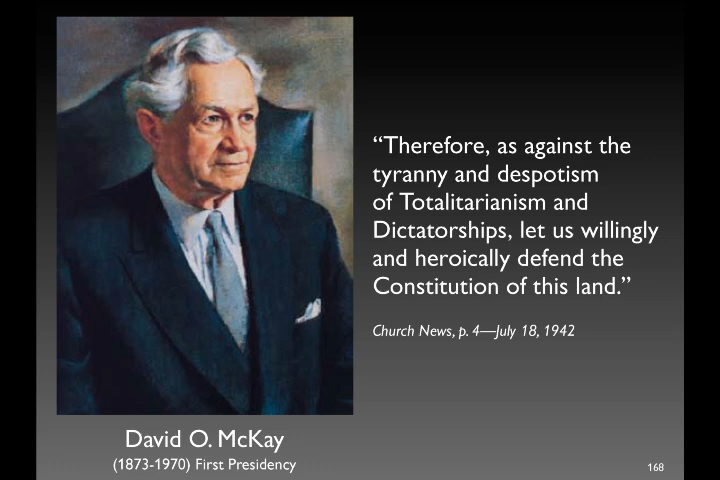 “Therefore, as against the
tyranny and despotism
of Totalitarianism and
Dictatorships, let us willingly
and heroically defend the
Constitution of this land.”
Church News, p. 4—July 18, 1942
David O. McKay
(1873-1970) First Presidency
168